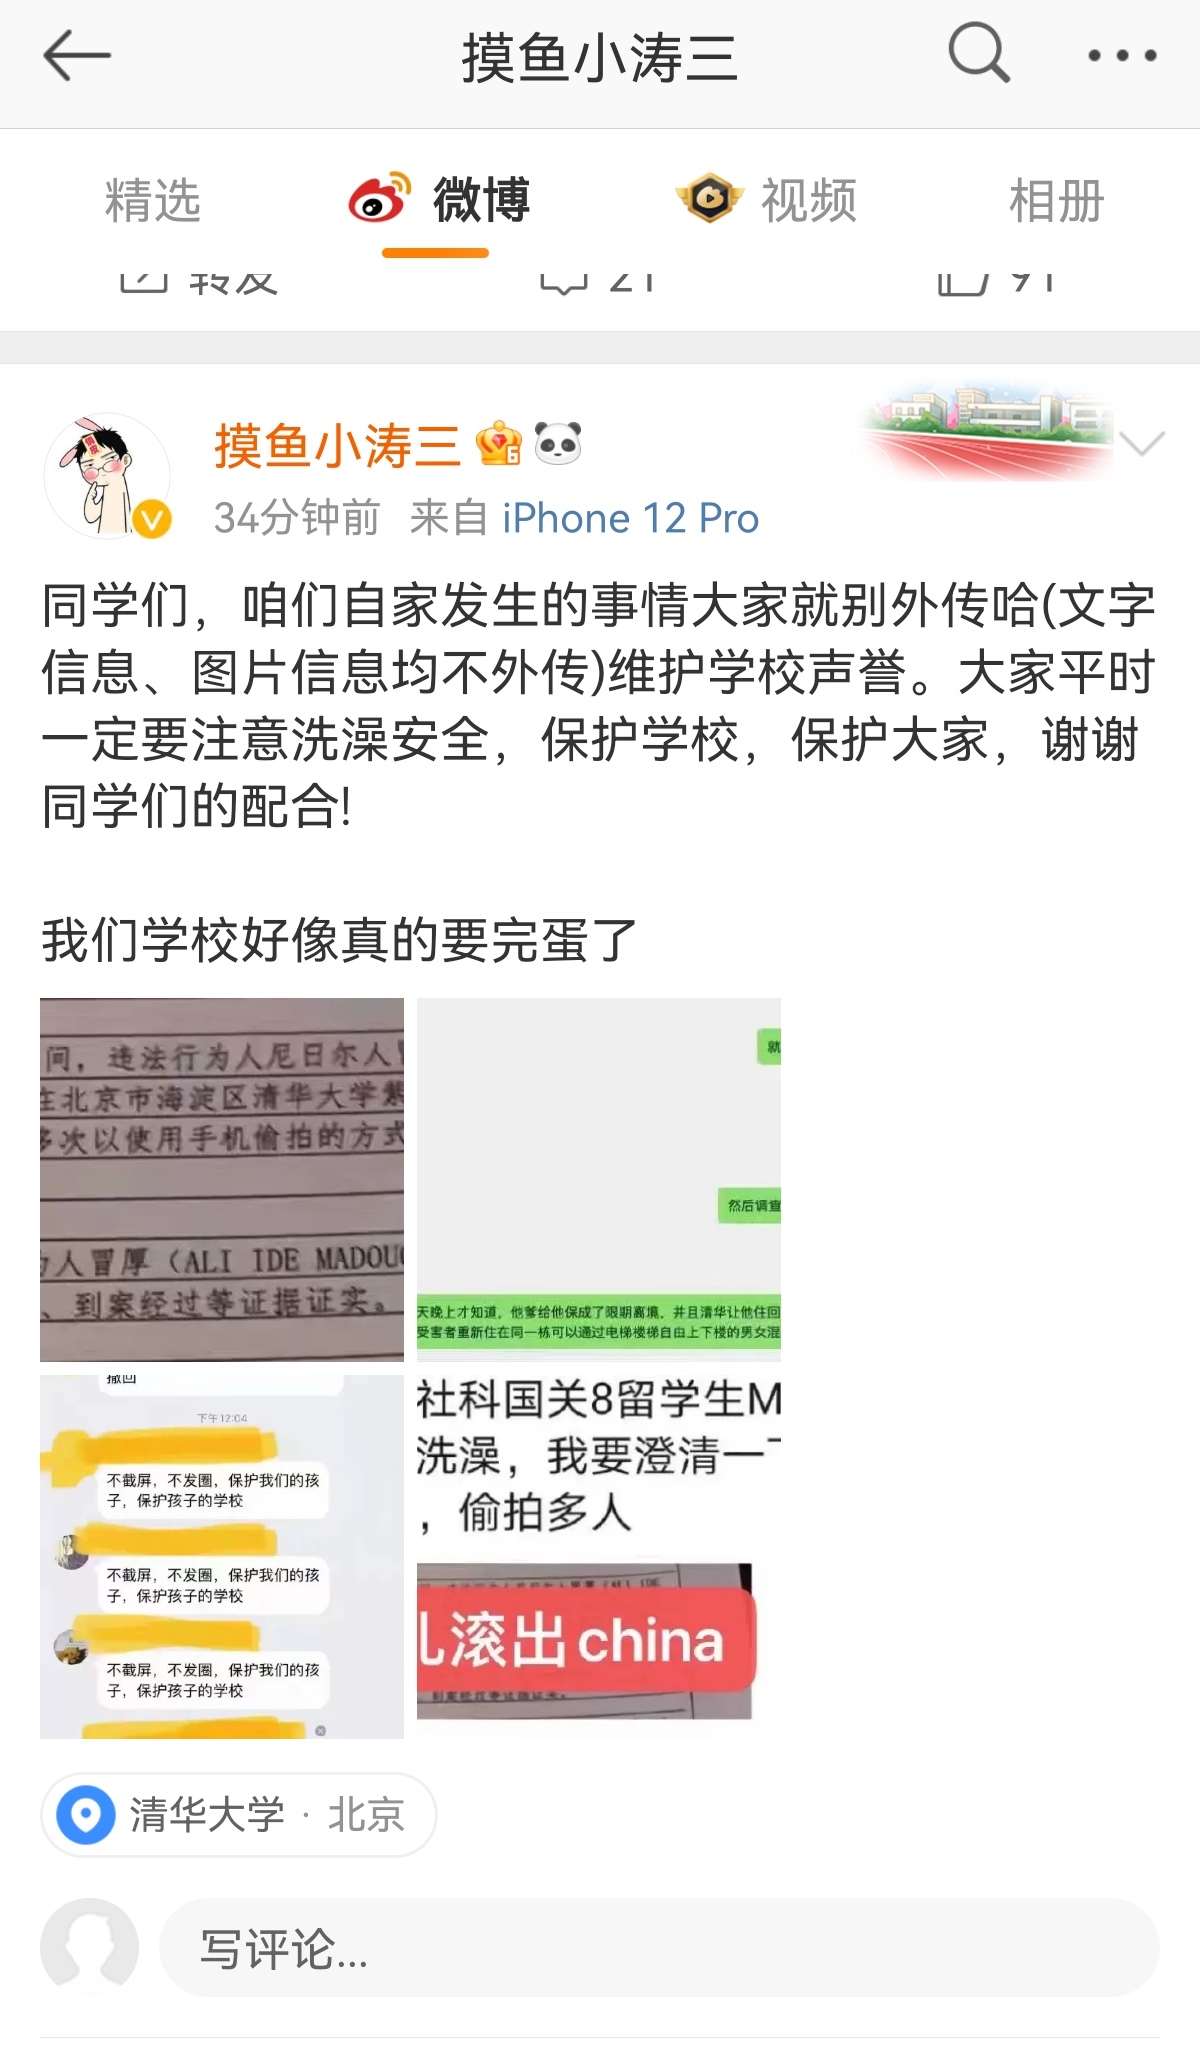 摸鱼小涛三
精选
微博
视频
相册
转发
21
91
摸鱼小涛三
34分钟前 来自 iPhone 12 Pro
同学们，咱们自家发生的事情大家就别外传哈(文字
信息、图片信息均不外传)维护学校声誉。大家平时
一定要注意洗澡安全，保护学校，保护大家，谢谢
同学们的配合!
我们学校好像真的要完蛋了
间，违法行为人尼日尔人
在北京市海淀区清华大学紫
多次以使用手机偷拍的方式
为人冒厚（ALI IDE MADOU
、到案经过等证据证实。
就
然后调查
天晚上才知道，他爹给他保成了限期离境，并且清华让他住回
受害者重新住在同一栋可以通过电梯楼梯自由上下楼的男女混
撤回
下午12:04
不截屏，不发圈，保护我们的孩
子，保护孩子的学校
不截屏，不发圈，保护我们的孩
子，保护孩子的学校
不截屏，不发圈，保护我们的孩
子，保护孩子的学校
社科国关8留学生M
洗澡，我要澄清一下
，偷拍多人
滚出china
清华大学 · 北京
写评论...